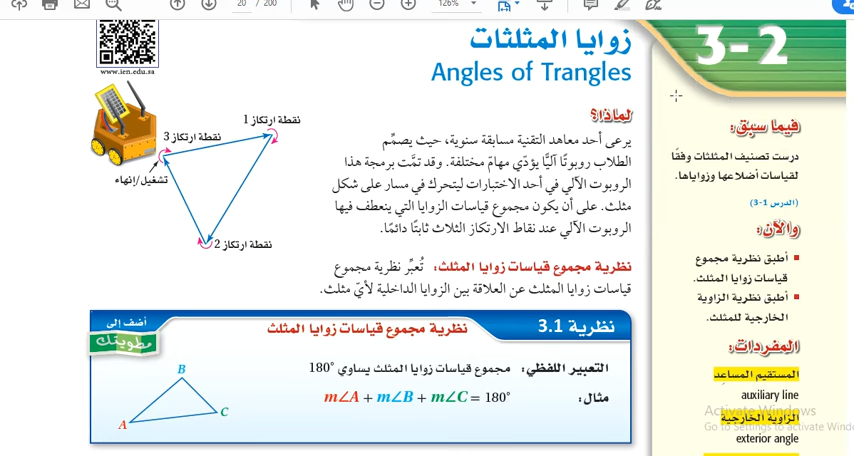 20 / 200
126%
3-2
زوايا المثلثات
Angles of Trangles
www.ien.edu.sa
فيما سبق:
درست تصنيف المثلثات وفقًا
لقياسات أضلاعها وزواياها.
(الدرس 1-3)
والآن:
أطبق نظرية مجموع
قياسات زوايا المثلث.
أطبق نظرية الزاوية
الخارجية للمثلث.
المفردات:
المستقيم المساعد
auxiliary line
الزاوية الخارجية
exterior angle
لماذا؟
يرعى أحد معاهد التقنية مسابقة سنوية، حيث يصمِّم
الطلاب روبوتًا آليًّا يؤدّي مهامّ مختلفة. وقد تمَّت برمجة هذا
الروبوت الآلي في أحد الاختبارات ليتحرك في مسار على شكل
مثلث. على أن يكون مجموع قياسات الزوايا التي ينعطف فيها
الروبوت الآلي عند نقاط الارتكاز الثلاث ثابتًا دائمًا.
نقطة ارتكاز 1
نقطة ارتكاز 3
تشغيل/إنهاء
نقطة ارتكاز 2
نظرية مجموع قياسات زوايا المثلث: تُعبِّر نظرية مجموع
قياسات زوايا المثلث عن العلاقة بين الزوايا الداخلية لأيّ مثلث.
نظرية 3.1
نظرية مجموع قياسات زوايا المثلث
أضف إلى
مطويتك
التعبير اللفظي: مجموع قياسات زوايا المثلث يساوي 180°
مثال: m∠A + m∠B + m∠C = 180°
B
C
A
Activate Windows
Go to Settings to activate Wind